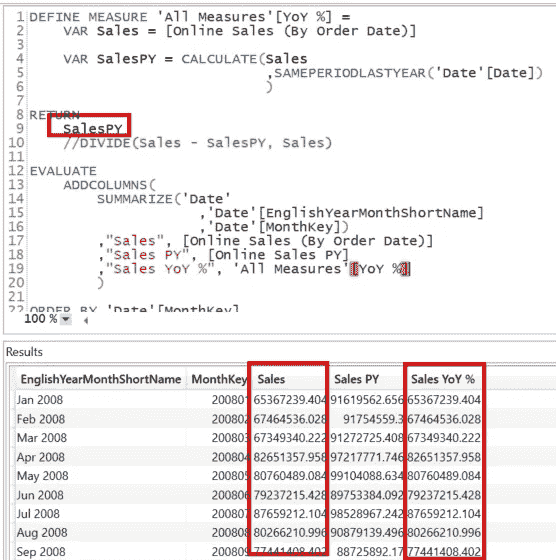 1 DEFINE MEASURE 'All Measures'[YoY %] =
2 VAR Sales = [Online Sales (By Order Date)]
3
4 VAR SalesPY = CALCULATE(Sales
5 ,SAMEPERIODLASTYEAR('Date'[Date])
6 )
7
8 RETURN
9 SalesPY
10 //DIVIDE(Sales - SalesPY, Sales)
11
12 EVALUATE
13 ADDCOLUMNS(
14 SUMMARIZE('Date'
15 ,'Date'[EnglishYearMonthShortName]
16 ,'Date'[MonthKey])
17 ,"Sales", [Online Sales (By Order Date)]
18 ,"Sales PY", [Online Sales PY]
19 ,"Sales YoY %", 'All Measures'[YoY %]
20 )
21
22 ORDER BY 'Date'[MonthKey]
100 %
Results
EnglishYearMonthShortName MonthKey Sales Sales PY Sales YoY %
Jan 2008 200801 65367239.404 91619562.656 65367239.404
Feb 2008 200802 67464536.028 91754559.3 67464536.028
Mar 2008 200803 67349340.222 91272725.408 67349340.222
Apr 2008 200804 82651357.958 97217771.746 82651357.958
May 2008 200805 80760489.084 99104088.634 80760489.084
Jun 2008 200806 79237215.428 89753384.092 79237215.428
Jul 2008 200807 87659212.104 98528967.242 87659212.104
Aug 2008 200808 80266210.996 90879139.496 80266210.996
Sep 2008 200809 77441408.402 88725892.17 77441408.402